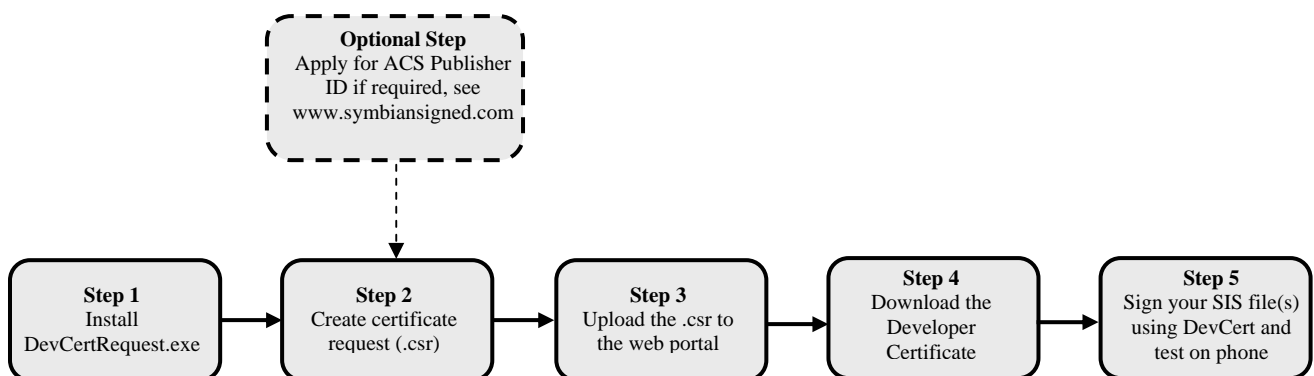 Optional Step
Apply for ACS Publisher
ID if required, see
www.symbiansigned.com
Step 1
Install
DevCertRequest.exe
Step 2
Create certificate
request (.csr)
Step 3
Upload the .csr to
the web portal
Step 4
Download the
Developer
Certificate
Step 5
Sign your SIS file(s)
using DevCert and
test on phone